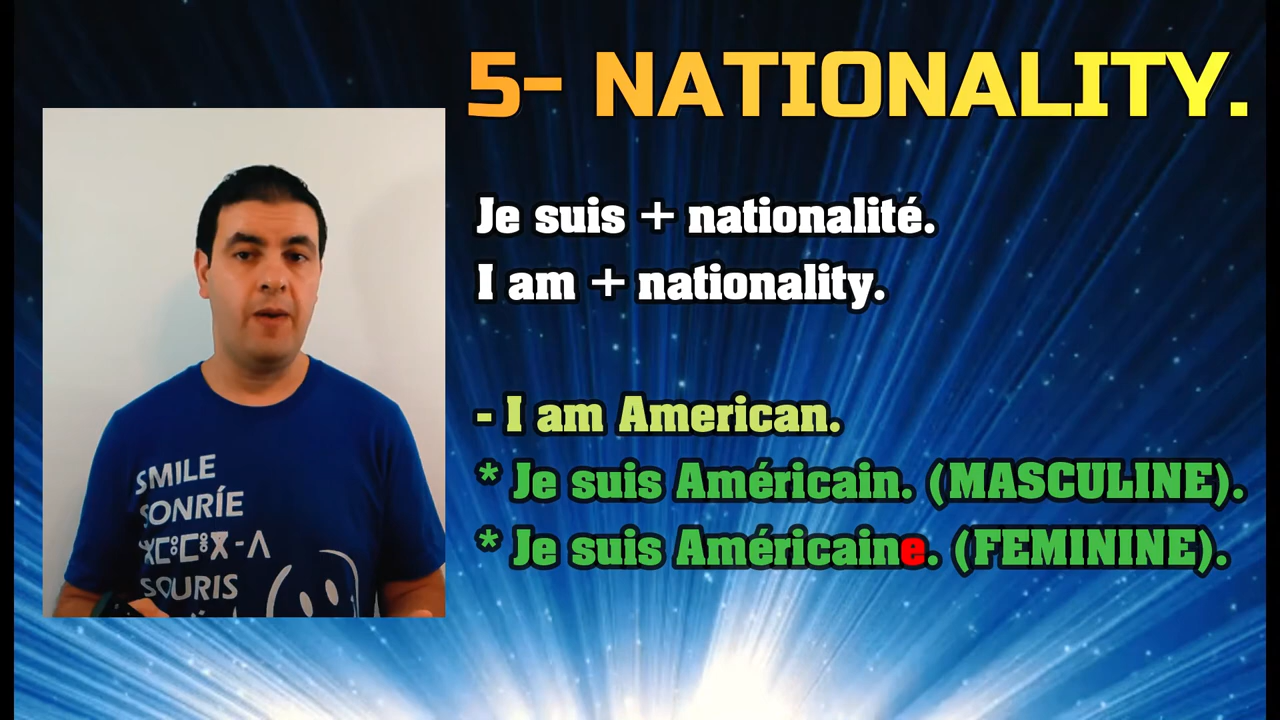 5- NATIONALITY.
Je suis + nationalité.
I am + nationality.
- I am American.
* Je suis Américain. (MASCULINE).
* Je suis Américaine. (FEMININE).
SMILE
SONRÍE
SOURIS